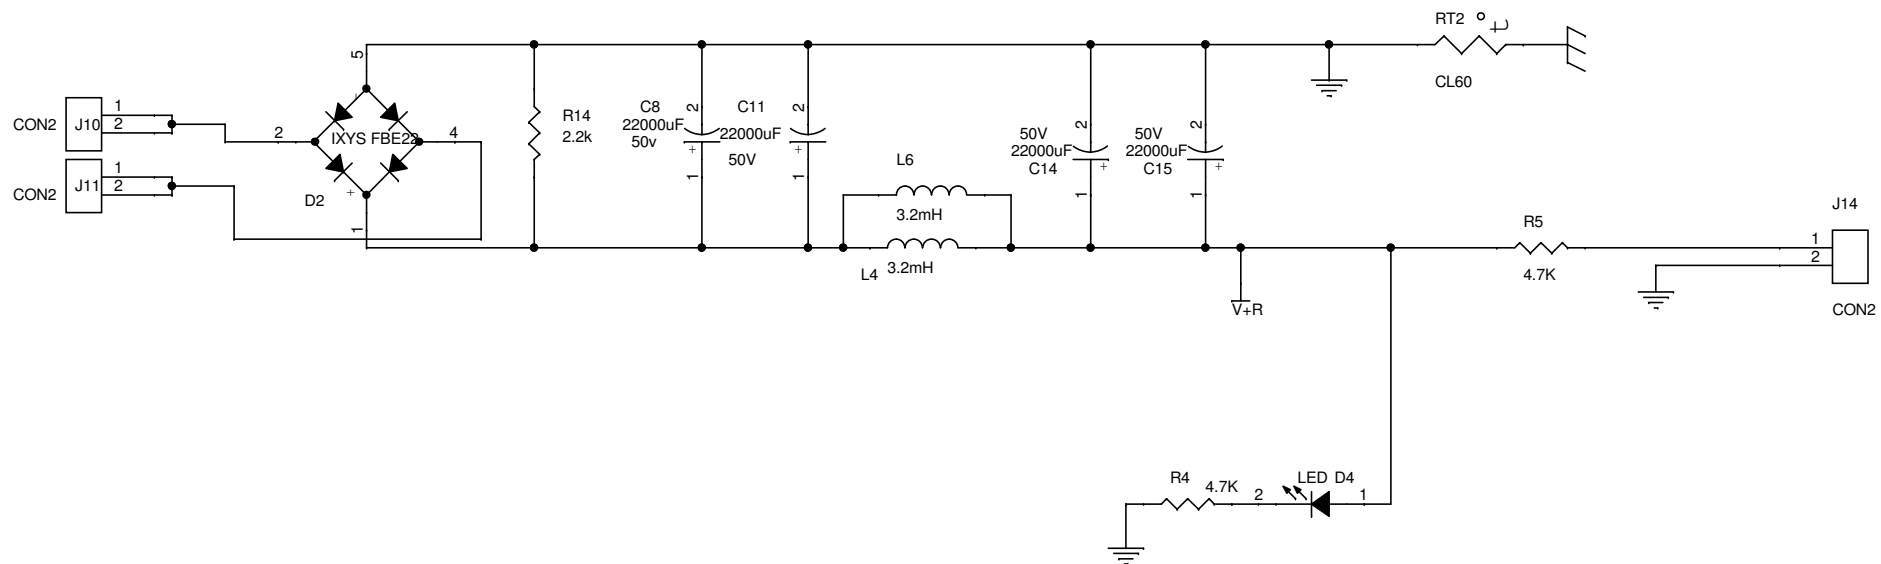 RT2
t
CL60
5
CON2
J10
1
2
2
IXYS FBE22
4
CON2
J11
1
2
D2
+
1
R14
2.2k
C8
22000uF
50v
2
+
1
C11
22000uF
50V
2
+
1
L6
3.2mH
L4
3.2mH
50V
22000uF
C14
2
+
1
50V
22000uF
C15
2
+
1
V+R
R5
4.7K
J14
1
2
CON2
R4
4.7K
2
LED D4
1